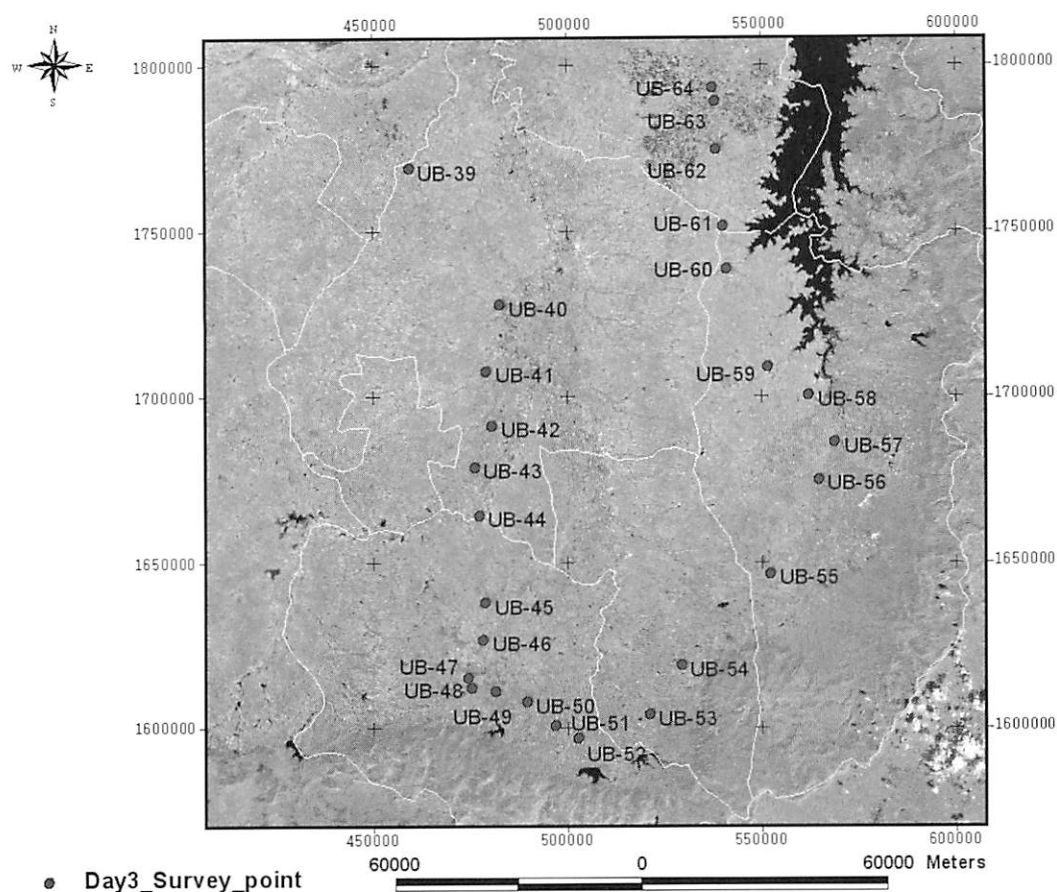 450000 500000 550000 600000
N
W E
S
1800000 1800000
UB-64
UB-63
UB-62
UB-39
UB-61
1750000 1750000
UB-60
UB-40
UB-59
UB-41
1700000 UB-58 1700000
UB-42
UB-57
UB-43
UB-56
UB-44
1650000 1650000
UB-55
UB-45
UB-46
UB-54
UB-47
UB-48
UB-50
UB-49 UB-51 UB-53
1600000 1600000
UB-52
450000 500000 550000 600000
60000 0 60000 Meters
Day3_Survey_point